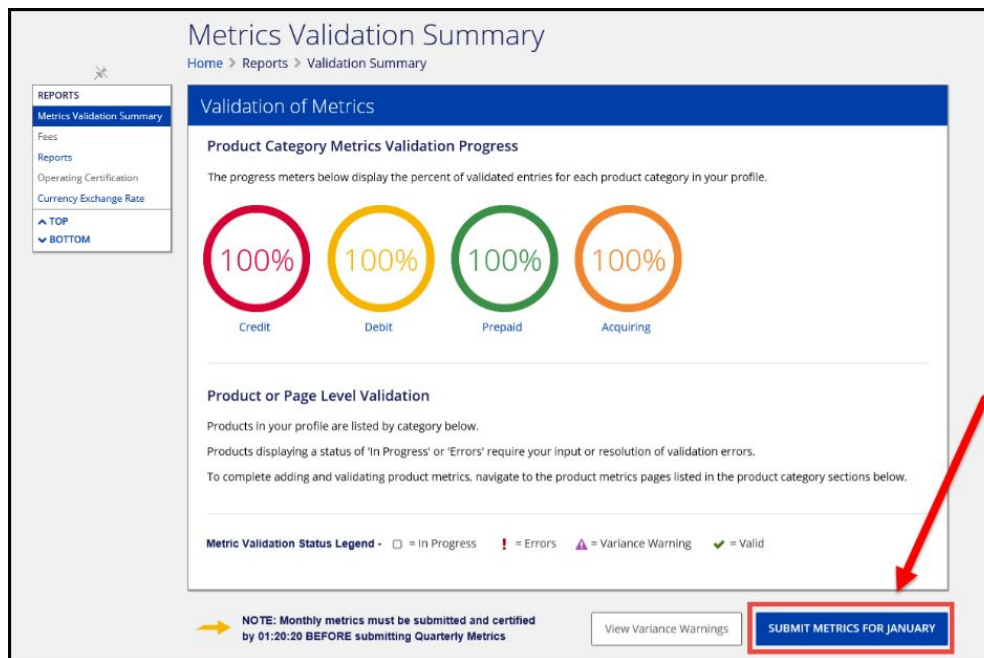 Metrics Validation Summary
Home > Reports > Validation Summary
REPORTS
Metrics Validation Summary
Fees
Reports
Operating Certification
Currency Exchange Rate
TOP
BOTTOM
Validation of Metrics
Product Category Metrics Validation Progress
The progress meters below display the percent of validated entries for each product category in your profile.
100% 100% 100% 100%
Credit Debit Prepaid Acquiring
Product or Page Level Validation
Products in your profile are listed by category below.
Products displaying a status of 'In Progress' or 'Errors' require your input or resolution of validation errors.
To complete adding and validating product metrics, navigate to the product metrics pages listed in the product category sections below.
Metric Validation Status Legend - = In Progress ! = Errors = Variance Warning = Valid
NOTE: Monthly metrics must be submitted and certified
by 01:20:20 BEFORE submitting Quarterly Metrics
View Variance Warnings
SUBMIT METRICS FOR JANUARY